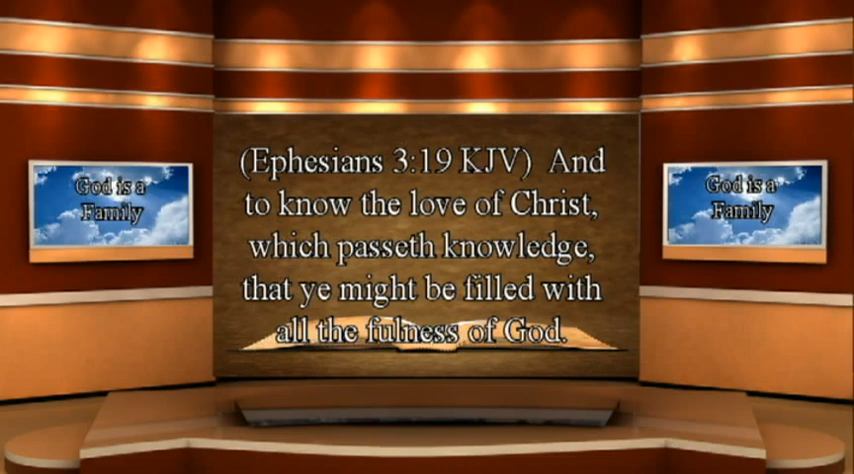 (Ephesians 3:19 KJV) And
to know the love of Christ,
which passeth knowledge,
that ye might be filled with
all the fulness of God.
God is a
Family
God is a
Family